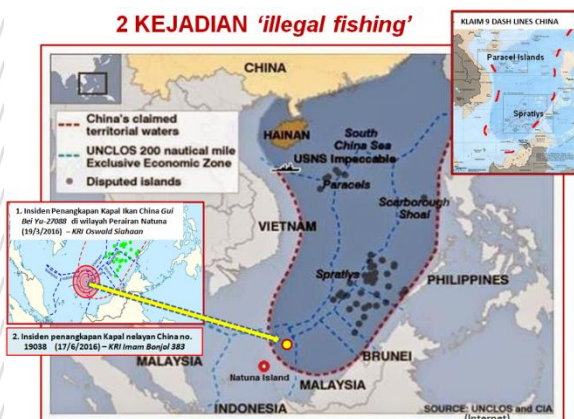 2 KEJADIAN 'illegal fishing'
KLAIM 9 DASH LINES CHINA
Paracel Islands
Spratlys
CHINA
China's claimed
territorial waters
UNCLOS 200 nautical mile
Exclusive Economic Zone
Disputed islands
HAINAN
South
China Sea
USNS Impeccable
Paracels
Scarborough
Shoal
VIETNAM
Spratlys
PHILIPPINES
1. Insiden Penangkapan Kapal Ikan China Gui
Bei Yu-27088 di wilayah Perairan Natuna
(19/3/2016) – KRI Oswald Siahaan
2. Insiden penangkapan Kapal nelayan China no.
19038 (17/6/2016) – KRI Imam Bonjol 383
MALAYSIA
Natuna Island
BRUNEI
MALAYSIA
INDONESIA
SOURCE: UNCLOS and CIA
(Internet)